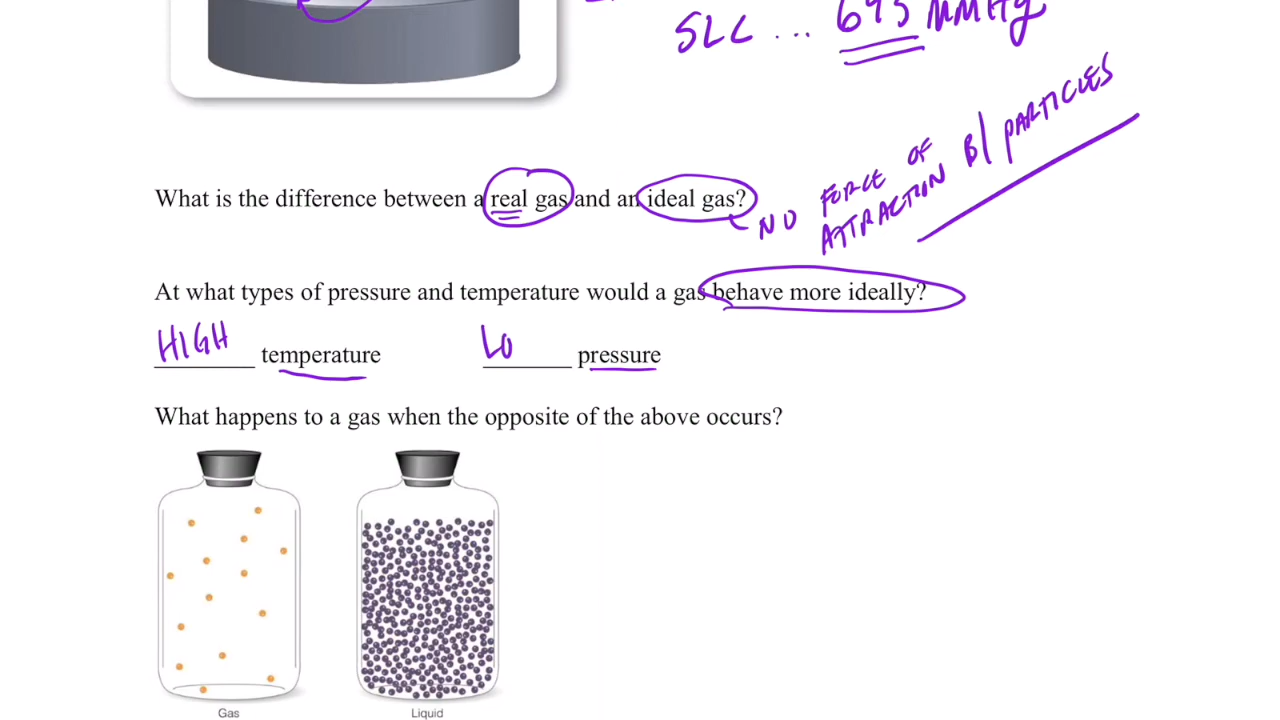 SLC ... 695 mmHg
What is the difference between a real gas and an ideal gas?
NO FORCE OF
ATTRACTION B/ PARTICLES
At what types of pressure and temperature would a gas behave more ideally?
HIGH temperature LO pressure
What happens to a gas when the opposite of the above occurs?
Gas Liquid